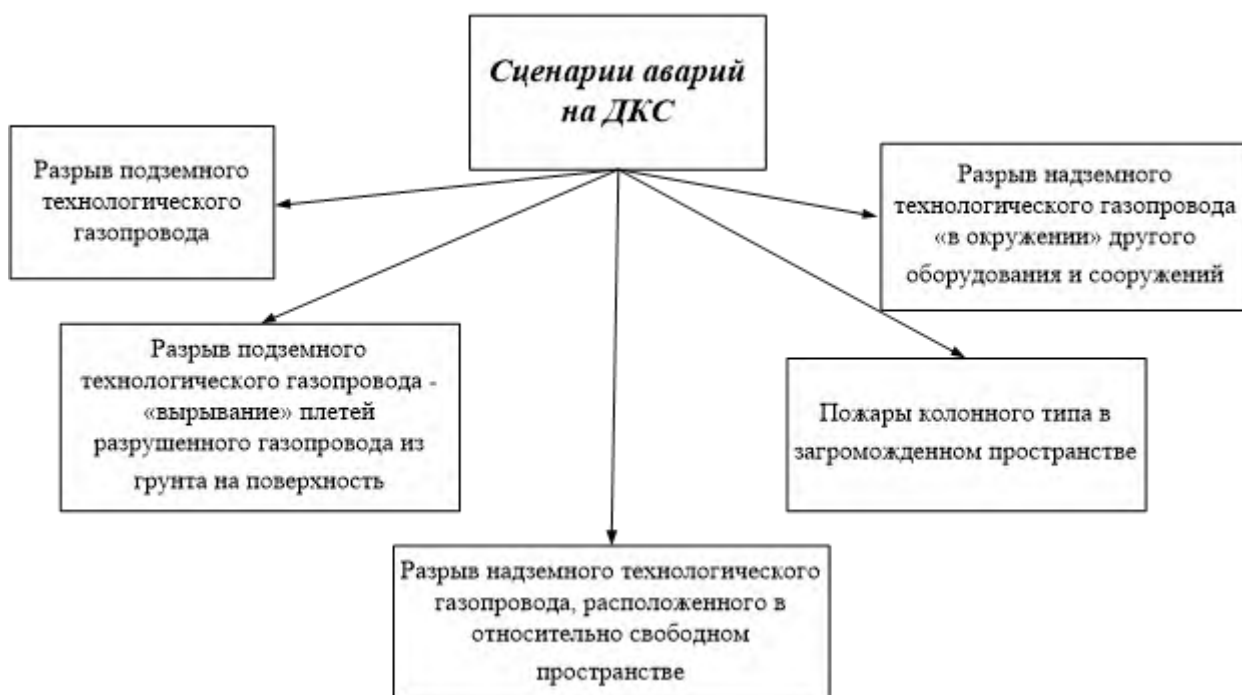 Сценарии аварий
на ДКС
Разрыв подземного
технологического
газопровода
Разрыв надземного
технологического газопровода
«в окружении» другого
оборудования и сооружений
Разрыв подземного
технологического газопровода -
«вырывание» плетей
разрушенного газопровода из
грунта на поверхность
Пожары колонного типа в
загроможденном пространстве
Разрыв надземного технологического
газопровода, расположенного в
относительно свободном
пространстве